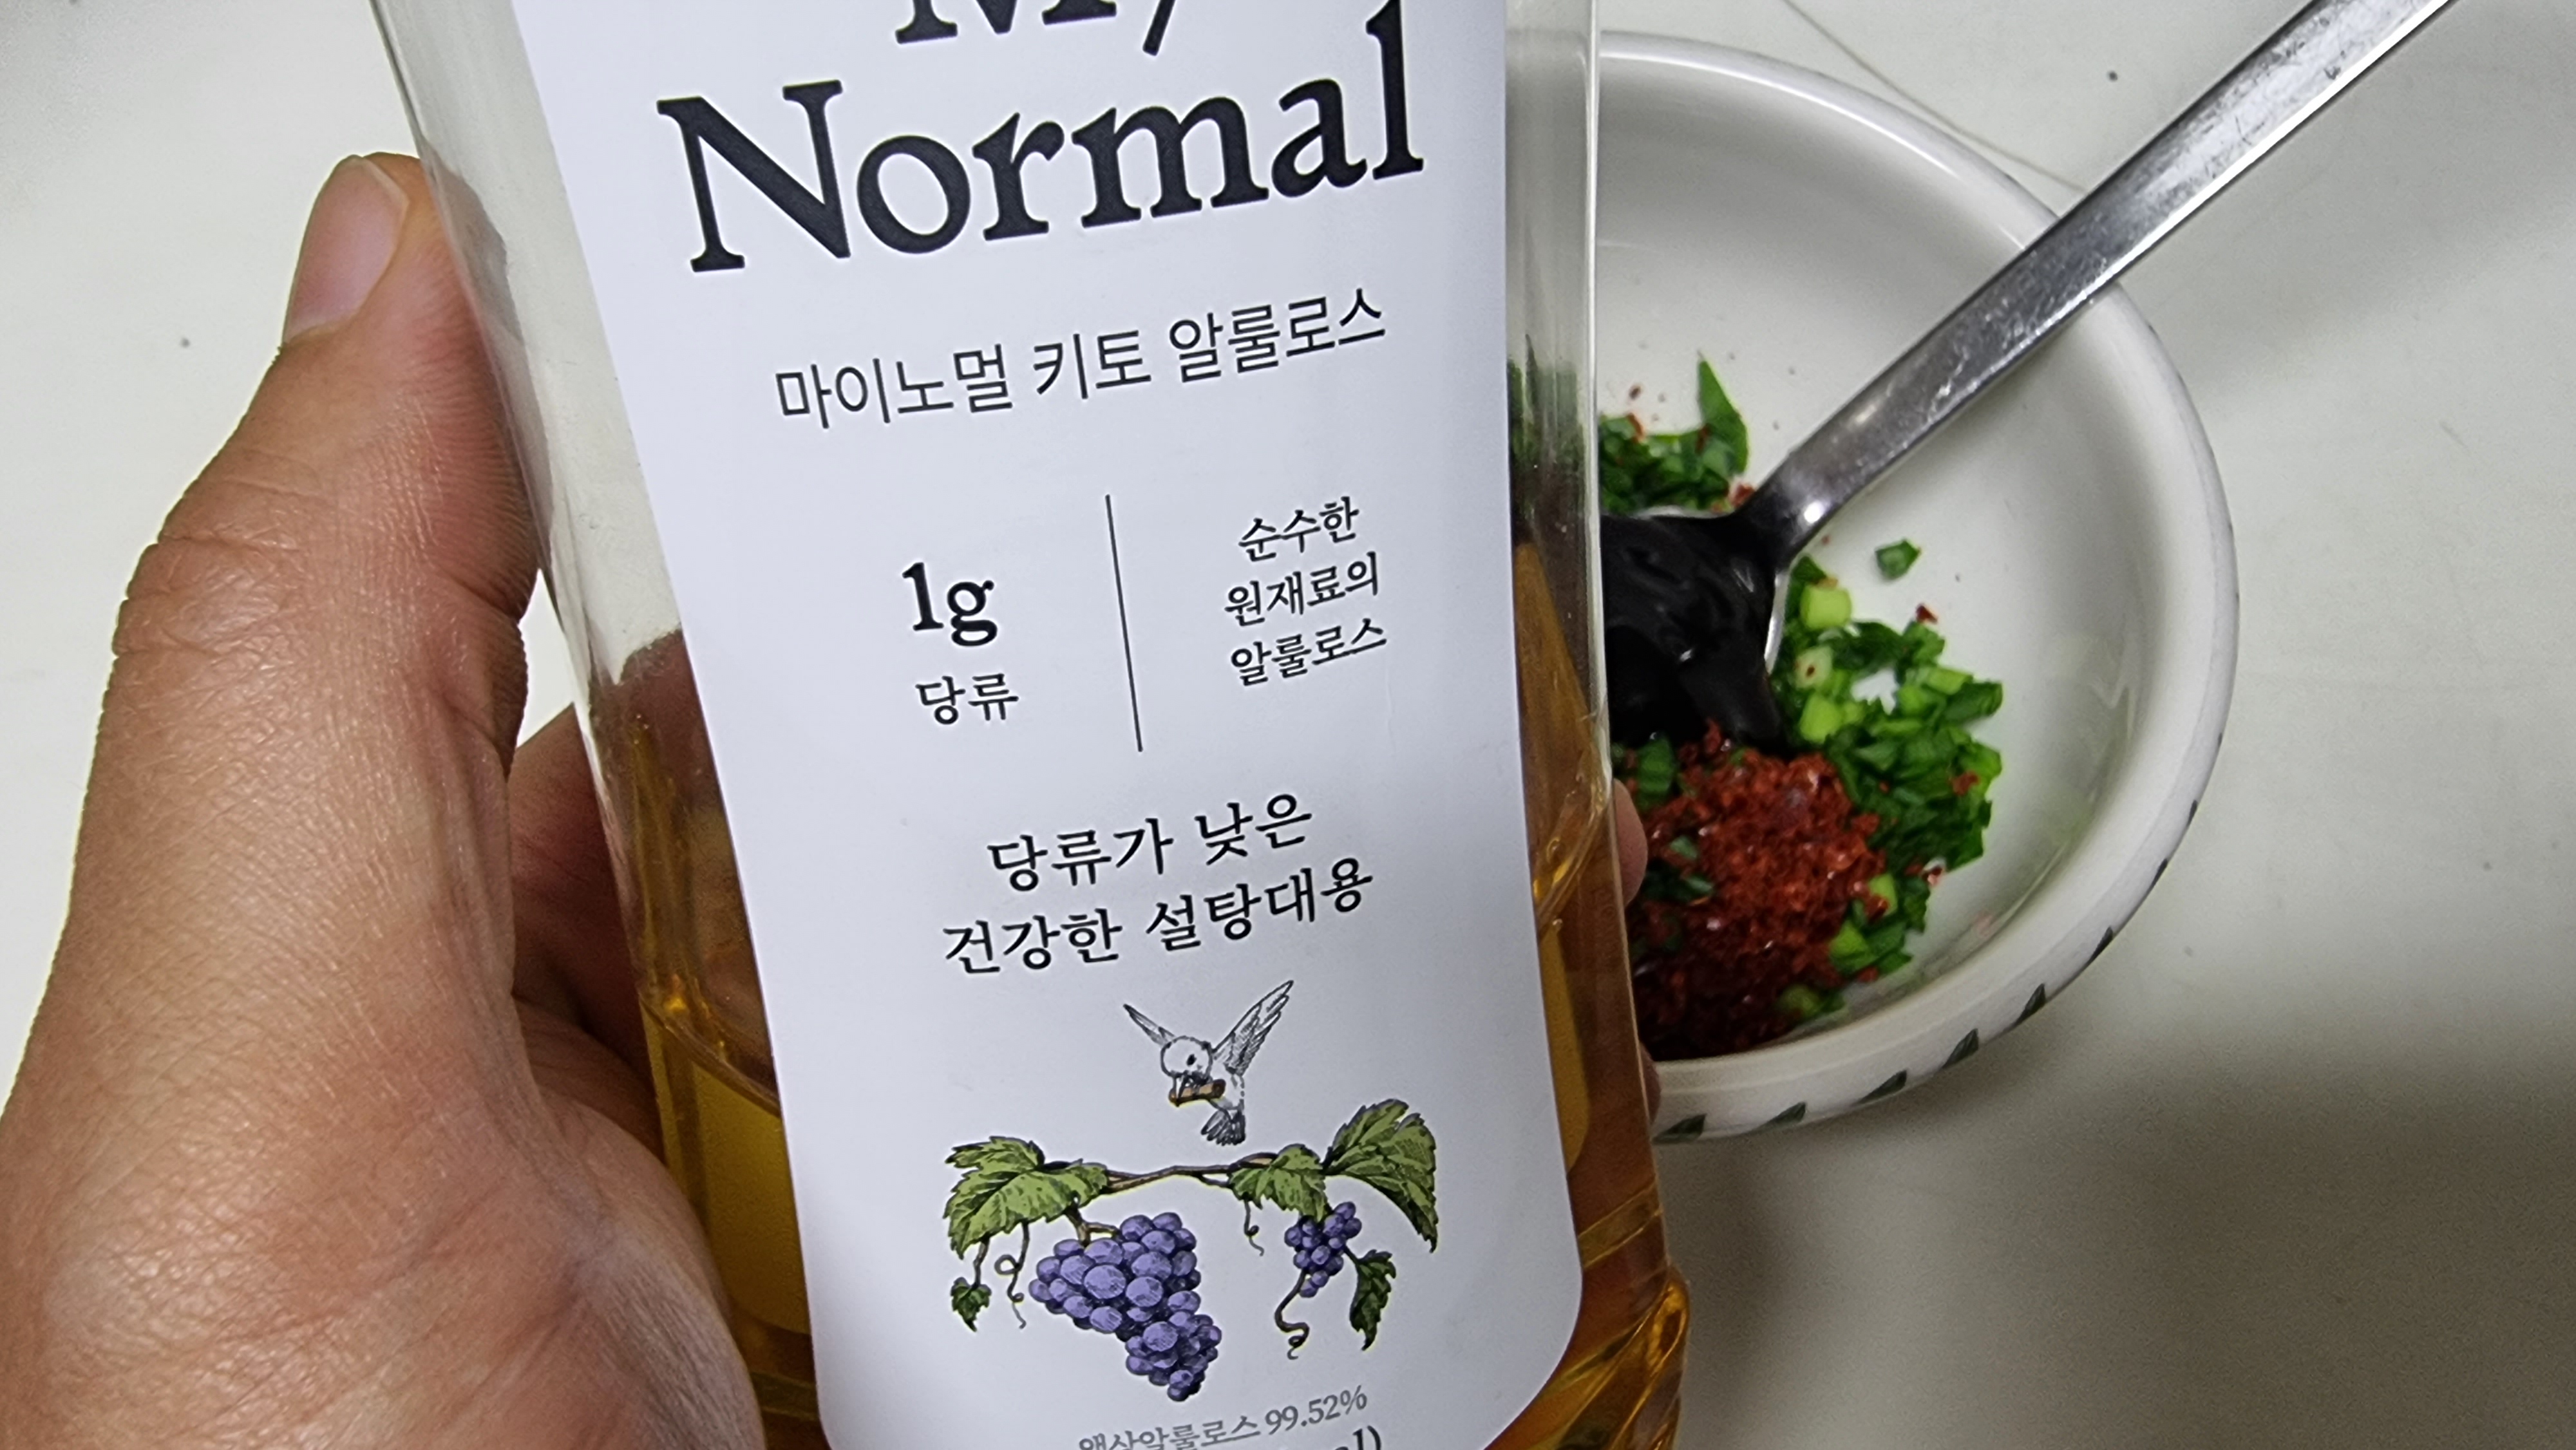 My
Normal
마이노멀 키토 알룰로스
1g
당류
순수한
원재료의
알룰로스
당류가 낮은
건강한 설탕대용
액상알룰로스 99.52%